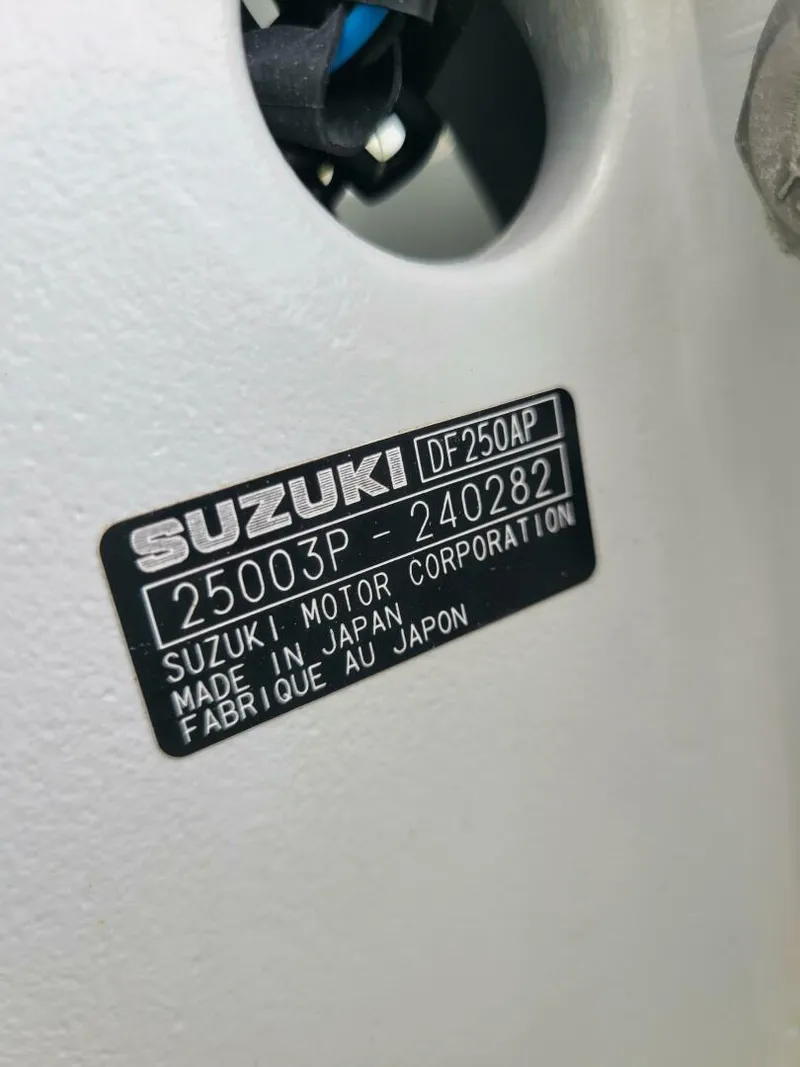 SUZUKI DF250AP
25003P - 240282
SUZUKI MOTOR CORPORATION
MADE IN JAPAN
FABRIQUE AU JAPON